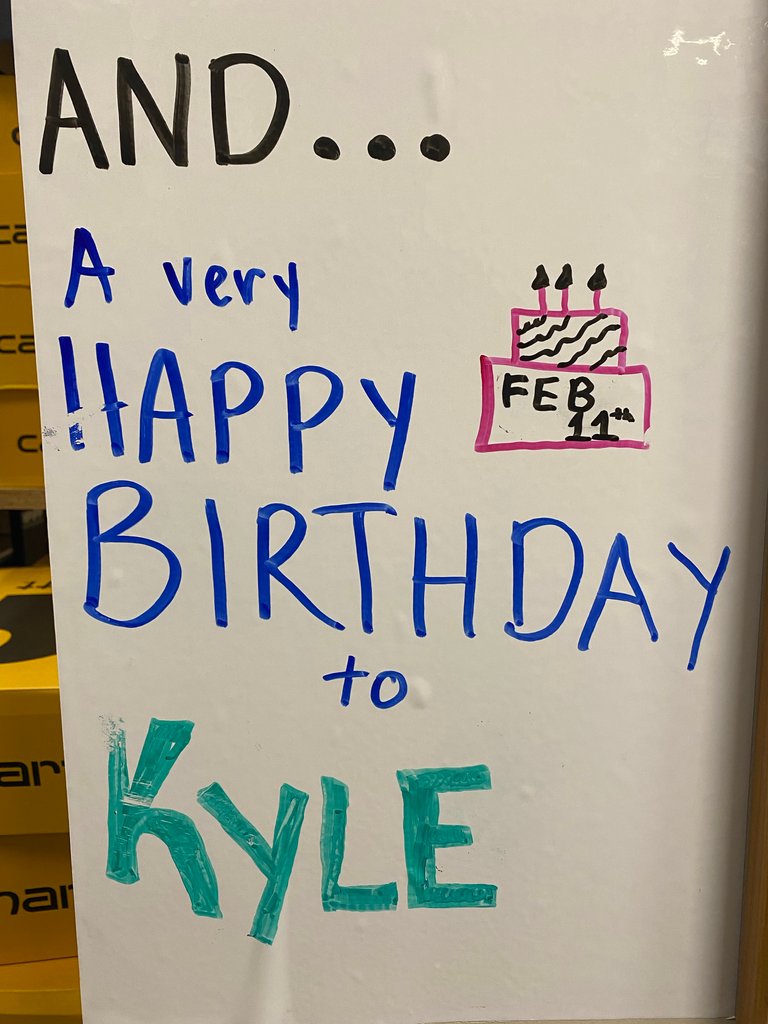 AND...
A very
HAPPY
FEB
11th
BIRTHDAY
to
KYLE